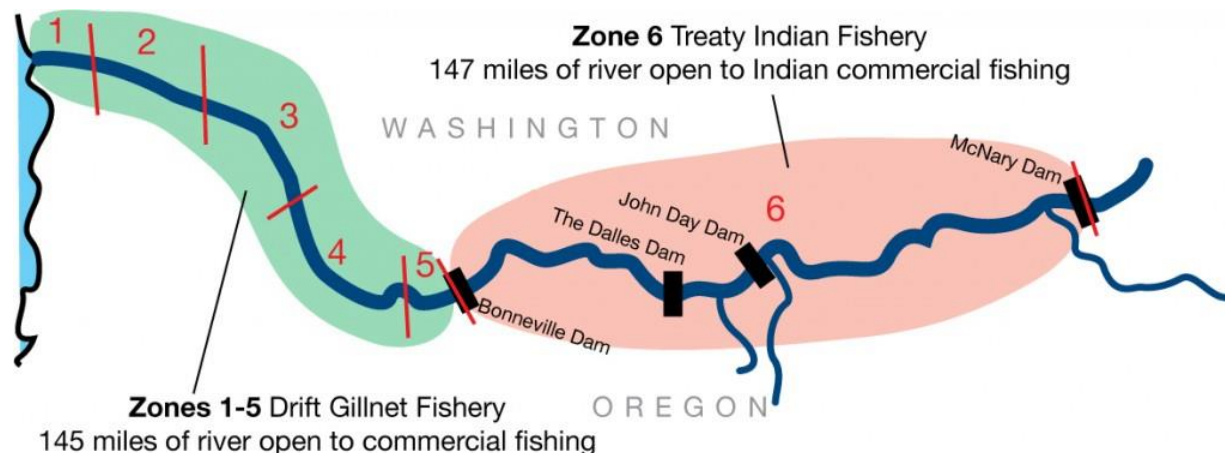 1
2
Zone 6 Treaty Indian Fishery
147 miles of river open to Indian commercial fishing
3
WASHINGTON
McNary Dam
John Day Dam
6
The Dalles Dam
4
5
Bonneville Dam
Zones 1-5 Drift Gillnet Fishery
OREGON
145 miles of river open to commercial fishing